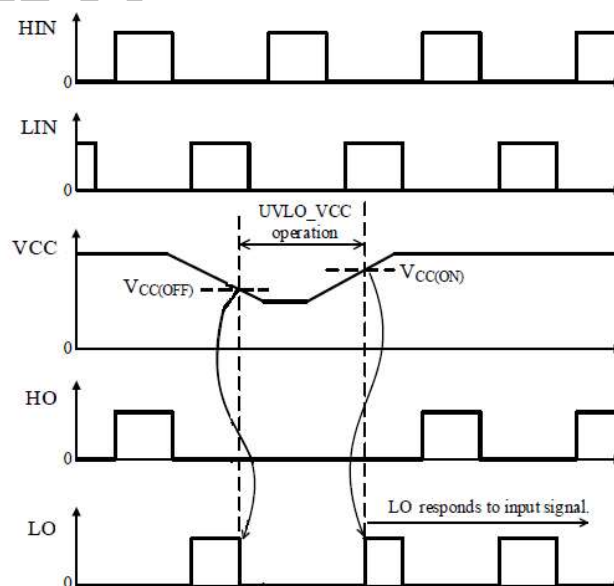 HIN
0
LIN
0
UVLO_VCC
operation
VCC
VCC(OFF)
VCC(ON)
0
HO
0
LO responds to input signal.
LO
0